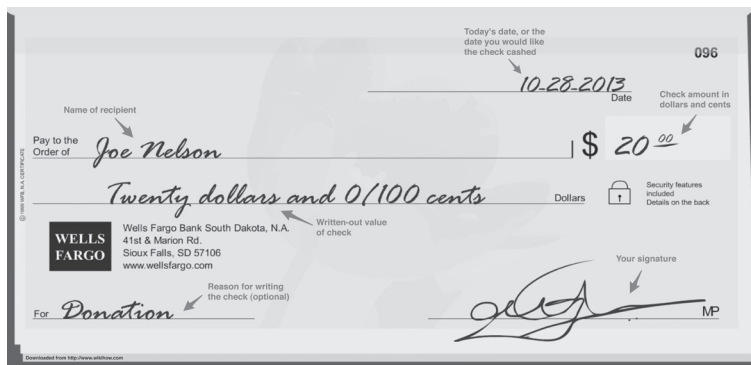 Today's date, or the
date you would like
the check cashed
096
10-28-2013
Date
Name of recipient
Check amount in
dollars and cents
Pay to the
Order of
Joe Nelson
$ 20 00
Twenty dollars and 0/100 cents
Dollars
Security features
included
Details on the back
Written-out value
of check
© 1999 WFB, N.A. CERTIFICATE
WELLS
FARGO
Wells Fargo Bank South Dakota, N.A.
41st & Marion Rd.
Sioux Falls, SD 57106
www.wellsfargo.com
Reason for writing
the check (optional)
Your signature
For Donation
MP
Downloaded from http://www.wikihow.com